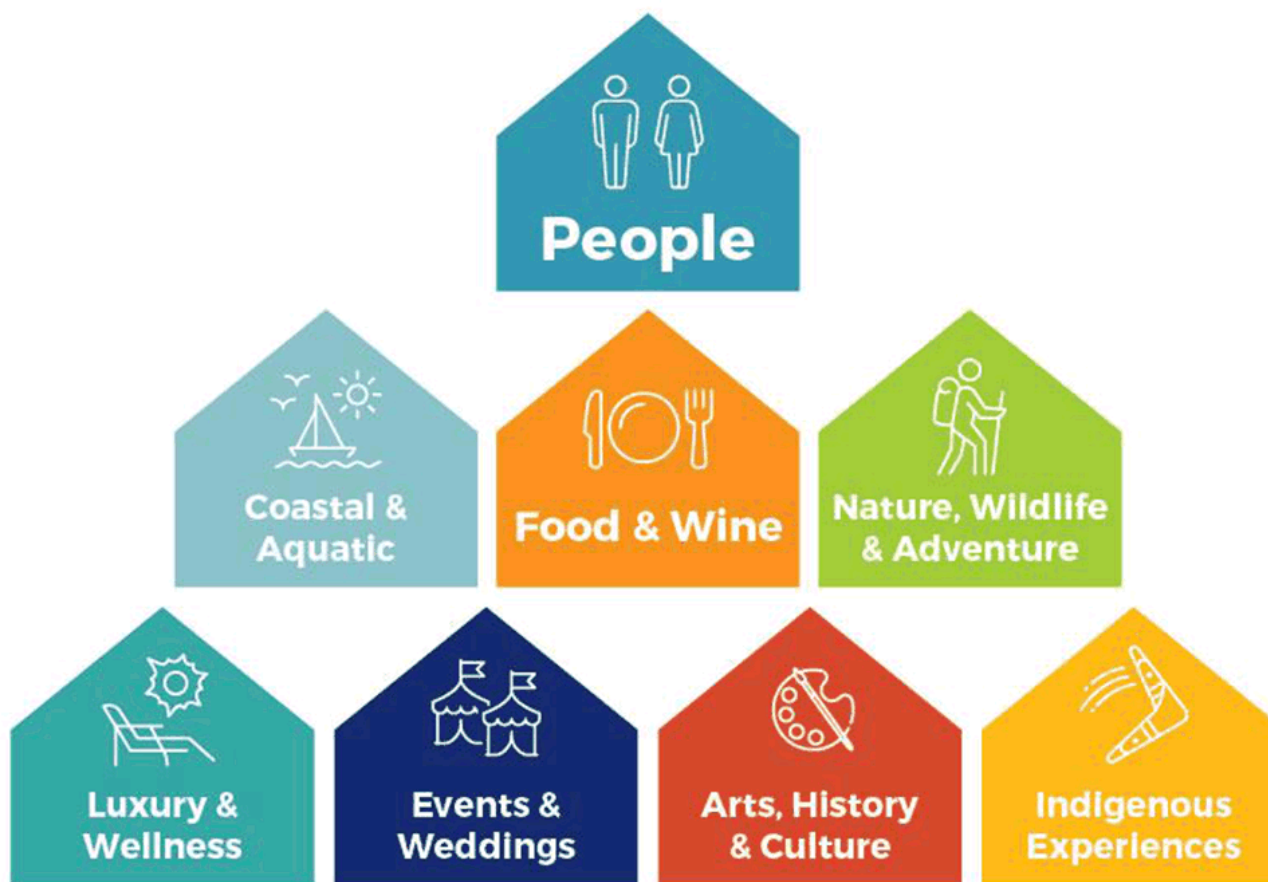 People
Coastal &
Aquatic
Food & Wine
Nature, Wildlife
& Adventure
Luxury &
Wellness
Events &
Weddings
Arts, History
& Culture
Indigenous
Experiences